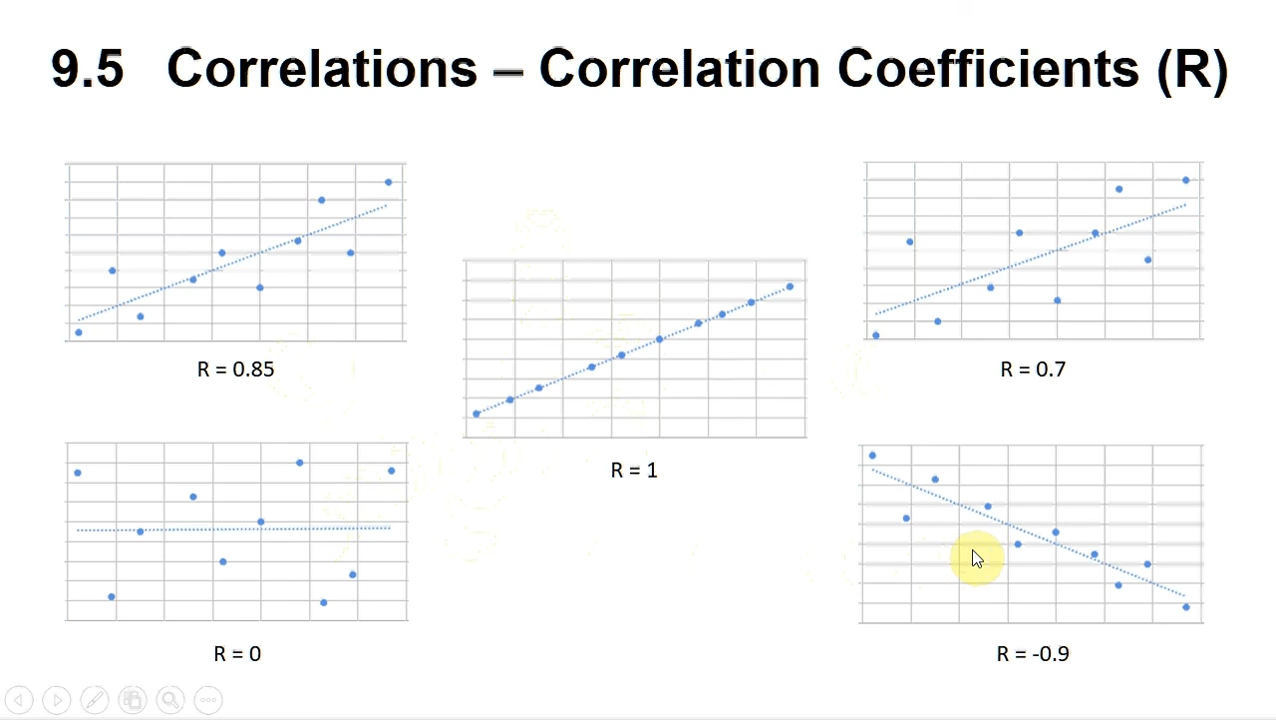 9.5 Correlations – Correlation Coefficients (R)
R = 0.85
R = 1
R = 0.7
R = 0
R = -0.9